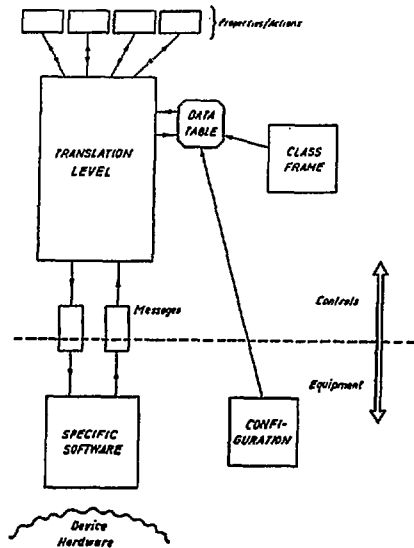 Properties/Actions
TRANSLATION
LEVEL
DATA
TABLE
CLASS
FRAME
Messages
Controls
Equipment
SPECIFIC
SOFTWARE
CONFI-
GURATION
Device
Hardware